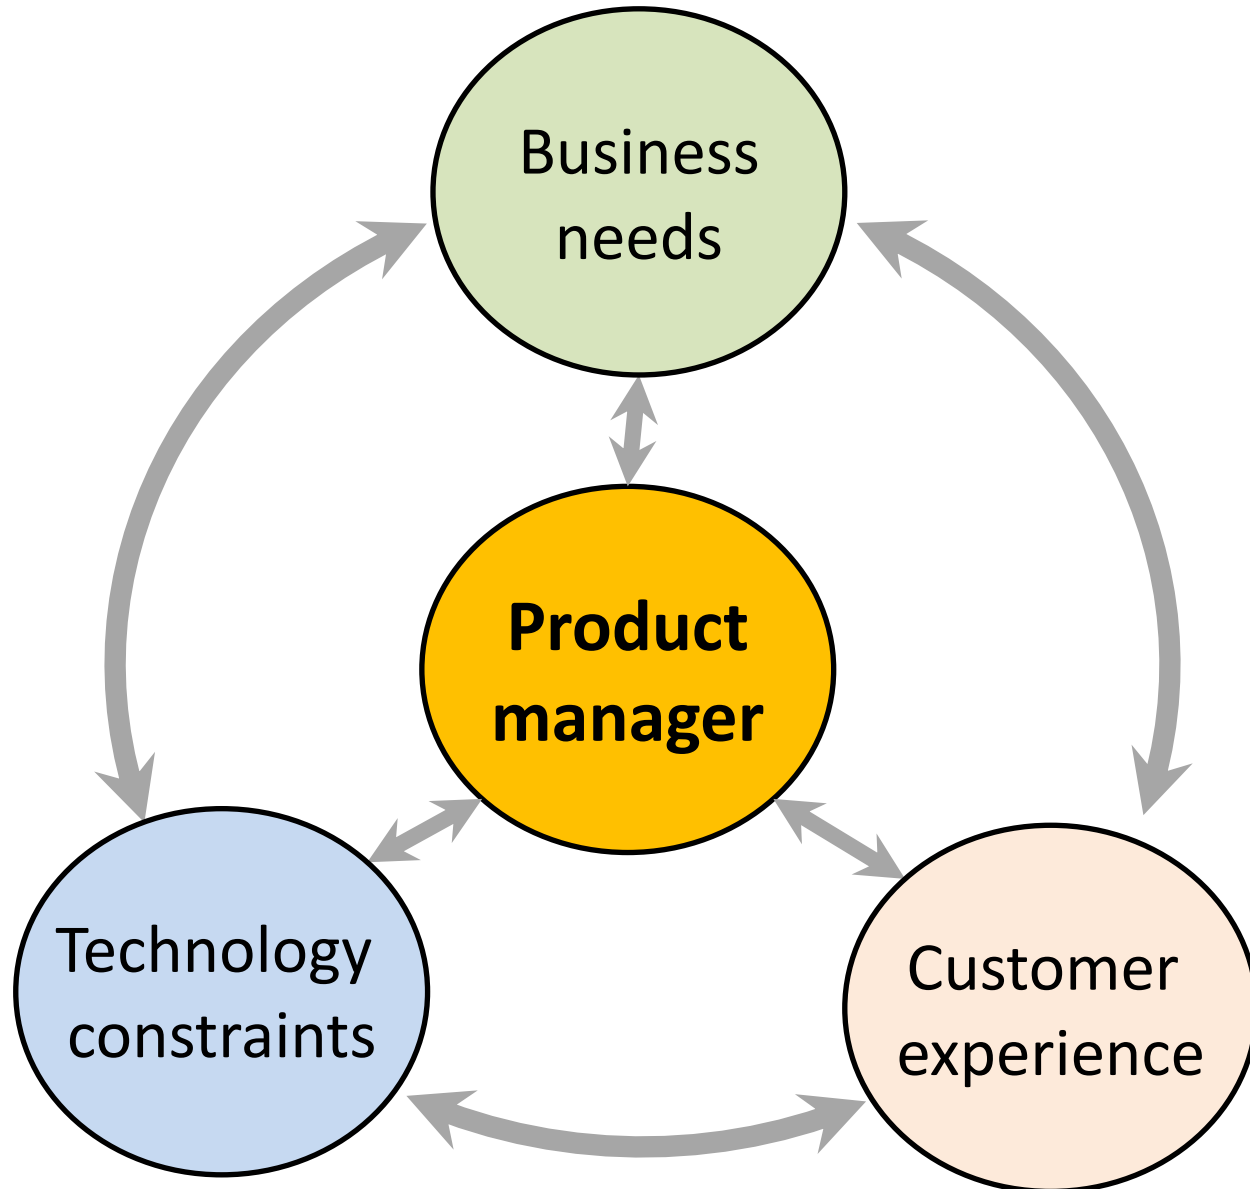 Business
needs
Product
manager
Technology
constraints
Customer
experience